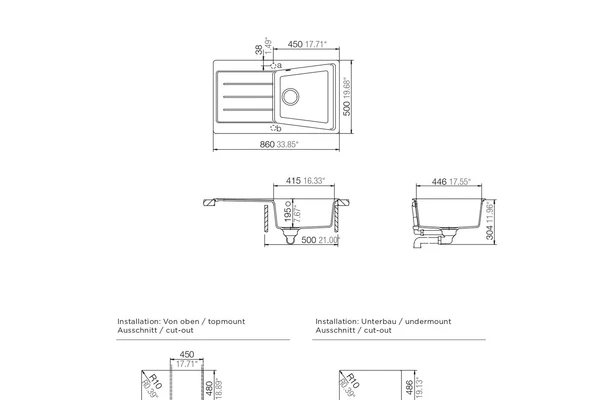 450 17.71"
38
1.49"
a
500 19.68"
b
860 33.85"
415 16.33"
446 17.55"
195
7.67"
304 11.96"
500 21.00"
Installation: Von oben / topmount
Ausschnitt / cut-out
Installation: Unterbau / undermount
Ausschnitt / cut-out
450
17.71"
R10
R0.39"
480
18.89"
R10
R0.39"
486
19.13"